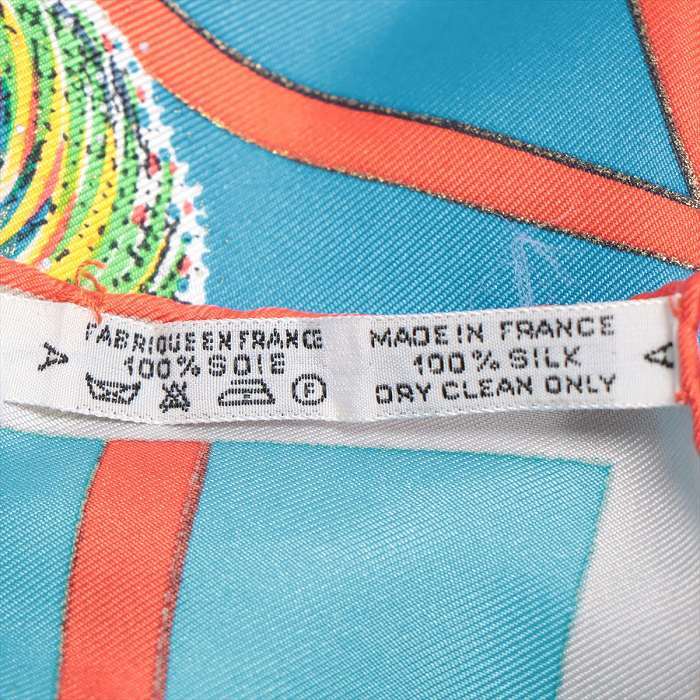 A
FABRIQUE EN FRANCE
100% SOIE
P
MADE IN FRANCE
100% SILK
DRY CLEAN ONLY
A